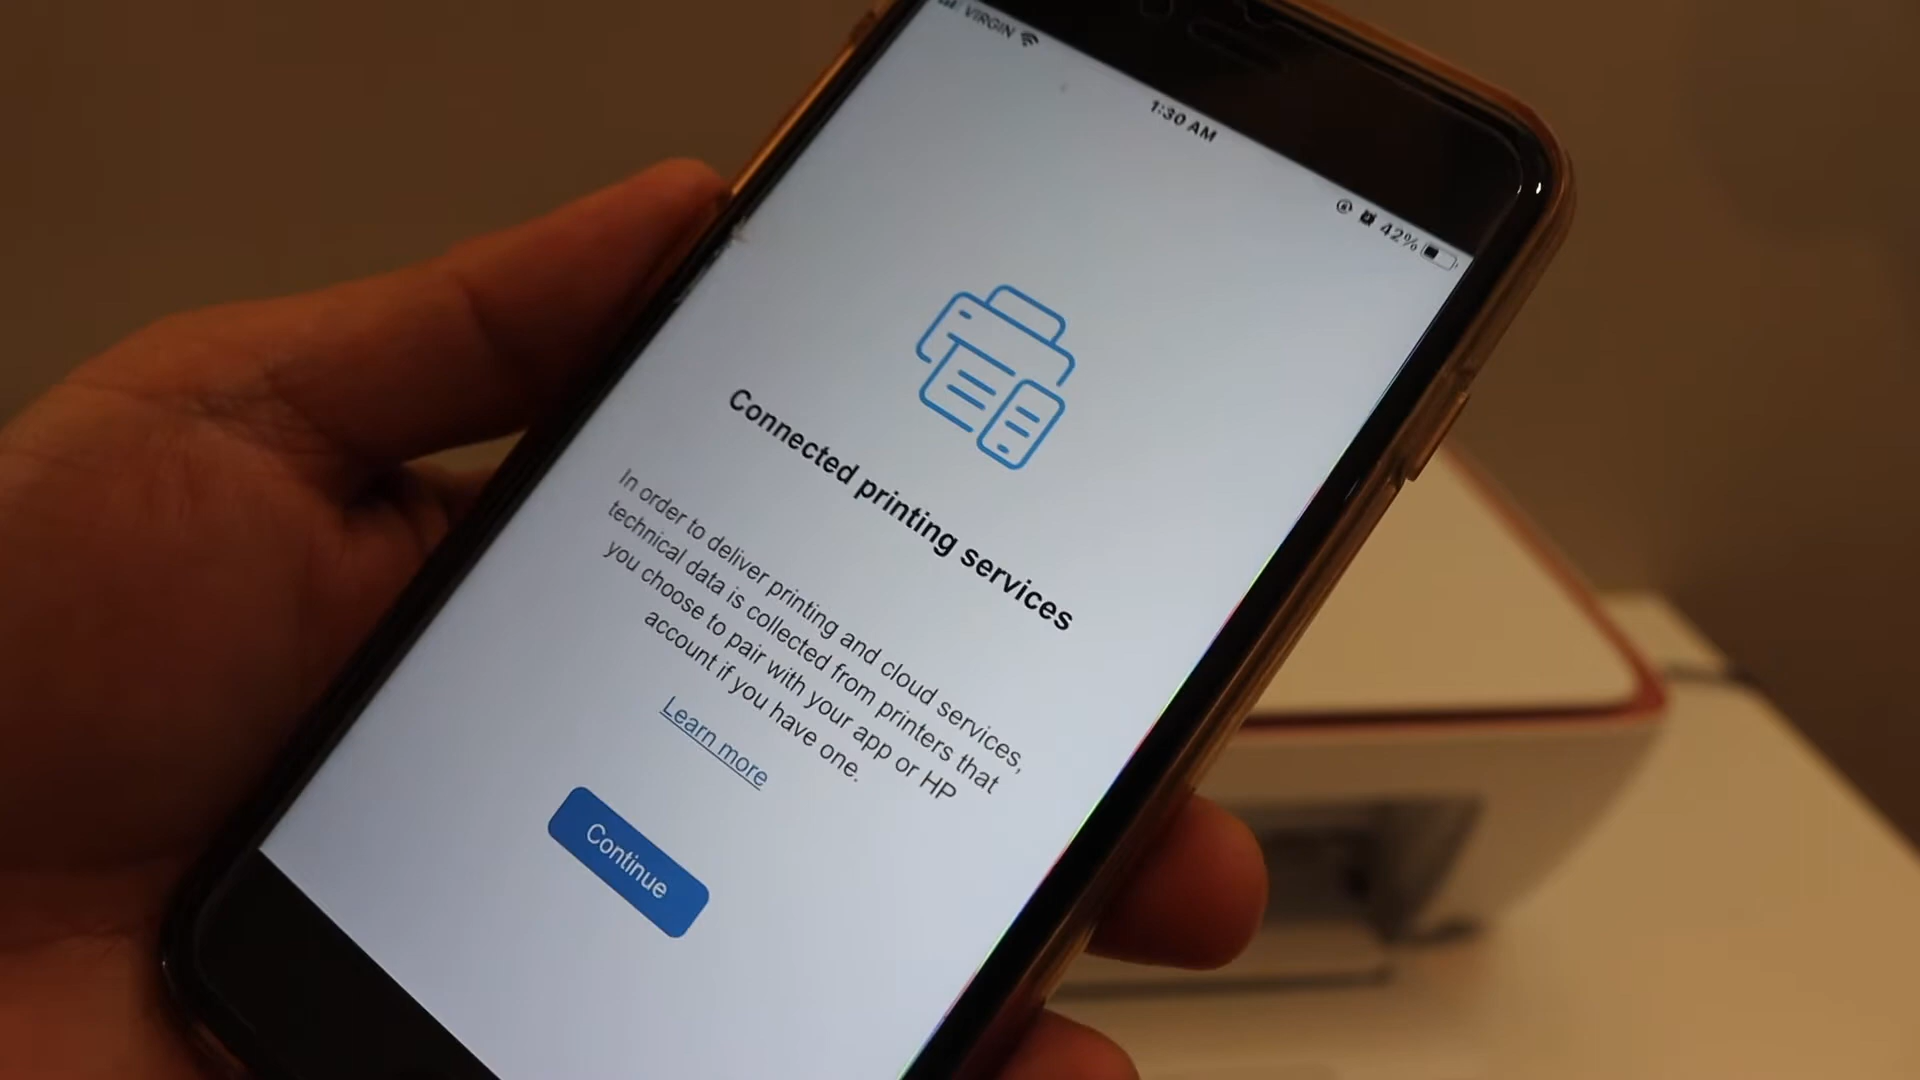 VIRGIN
1:30 AM
42%
Connected printing services
In order to deliver printing and cloud services,
technical data is collected from printers that
you choose to pair with your app or HP
account if you have one.
Learn more
Continue